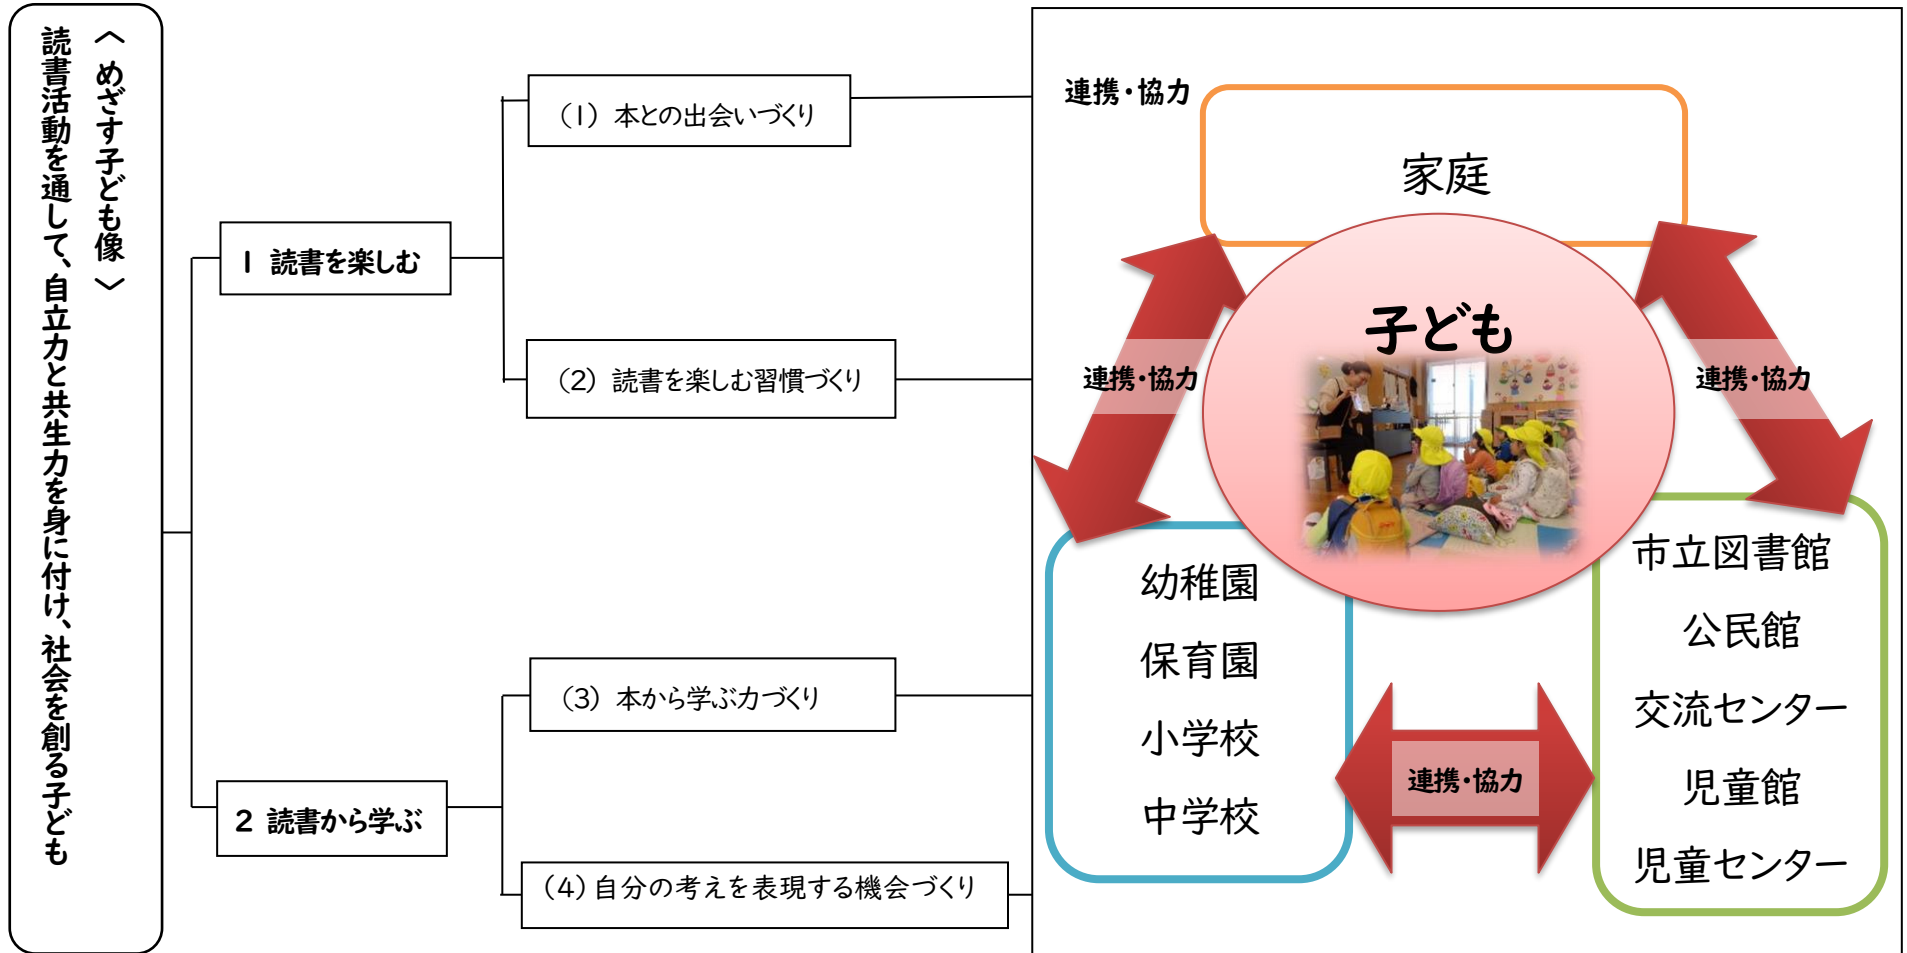 〈 めざす子ども像 〉
読書活動を通して、自立力と共生力を身に付け、社会を創る子ども
1 読書を楽しむ
(1) 本との出会いづくり
(2) 読書を楽しむ習慣づくり
2 読書から学ぶ
(3) 本から学ぶ力づくり
(4) 自分の考えを表現する機会づくり
連携・協力
家庭
子ども
連携・協力
連携・協力
幼稚園
保育園
小学校
中学校
連携・協力
市立図書館
公民館
交流センター
児童館
児童センター